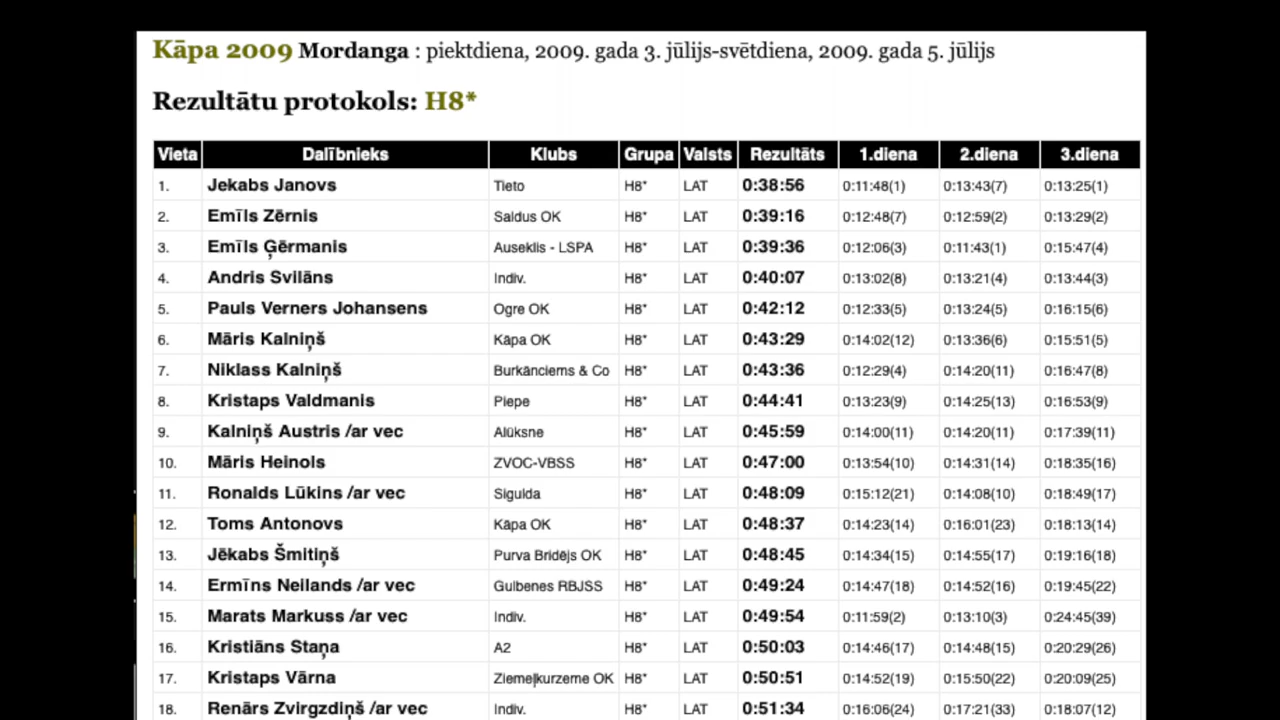 Kāpa 2009 Mordanga : piektdiena, 2009. gada 3. jūlijs-svētdiena, 2009. gada 5. jūlijs
Rezultātu protokols: H8*
Vieta Dalībnieks Klubs Grupa Valsts Rezultāts 1.diena 2.diena 3.diena
1. Jekabs Janovs Tieto H8* LAT 0:38:56 0:11:48(1) 0:13:43(7) 0:13:25(1)
2. Emīls Zērnis Saldus OK H8* LAT 0:39:16 0:12:48(7) 0:12:59(2) 0:13:29(2)
3. Emīls Ģērmanis Auseklis - LSPA H8* LAT 0:39:36 0:12:06(3) 0:11:43(1) 0:15:47(4)
4. Andris Svilāns Indiv. H8* LAT 0:40:07 0:13:02(8) 0:13:21(4) 0:13:44(3)
5. Pauls Verners Johansens Ogre OK H8* LAT 0:42:12 0:12:33(5) 0:13:24(5) 0:16:15(6)
6. Māris Kalniņš Kāpa OK H8* LAT 0:43:29 0:14:02(12) 0:13:36(6) 0:15:51(5)
7. Niklass Kalniņš Burkānciems & Co H8* LAT 0:43:36 0:12:29(4) 0:14:20(11) 0:16:47(8)
8. Kristaps Valdmanis Piepe H8* LAT 0:44:41 0:13:23(9) 0:14:25(13) 0:16:53(9)
9. Kalniņš Austris /ar vec Alūksne H8* LAT 0:45:59 0:14:00(11) 0:14:20(11) 0:17:39(11)
10. Māris Heinols ZVOC-VBSS H8* LAT 0:47:00 0:13:54(10) 0:14:31(14) 0:18:35(16)
11. Ronalds Lūkins /ar vec Sigulda H8* LAT 0:48:09 0:15:12(21) 0:14:08(10) 0:18:49(17)
12. Toms Antonovs Kāpa OK H8* LAT 0:48:37 0:14:23(14) 0:16:01(23) 0:18:13(14)
13. Jēkabs Šmitiņš Purva Bridējs OK H8* LAT 0:48:45 0:14:34(15) 0:14:55(17) 0:19:16(18)
14. Ermīns Neilands /ar vec Gulbenes RBJSS H8* LAT 0:49:24 0:14:47(18) 0:14:52(16) 0:19:45(22)
15. Marats Markuss /ar vec Indiv. H8* LAT 0:49:54 0:11:59(2) 0:13:10(3) 0:24:45(39)
16. Kristiāns Staņa A2 H8* LAT 0:50:03 0:14:46(17) 0:14:48(15) 0:20:29(26)
17. Kristaps Vārna Ziemeļkurzeme OK H8* LAT 0:50:51 0:14:52(19) 0:15:50(22) 0:20:09(25)
18. Renārs Zvirgzdiņš /ar vec Indiv. H8* LAT 0:51:34 0:16:06(24) 0:17:21(33) 0:18:07(12)